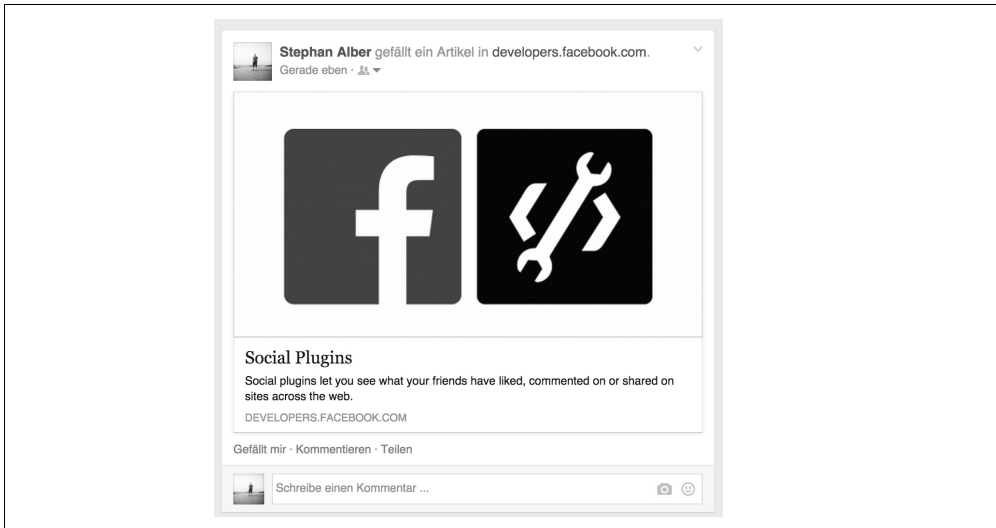 Stephan Alber gefällt ein Artikel in developers.facebook.com.
Gerade eben ·
Social Plugins
Social plugins let you see what your friends have liked, commented on or shared on
sites across the web.
DEVELOPERS.FACEBOOK.COM
Gefällt mir · Kommentieren · Teilen
Schreibe einen Kommentar ...